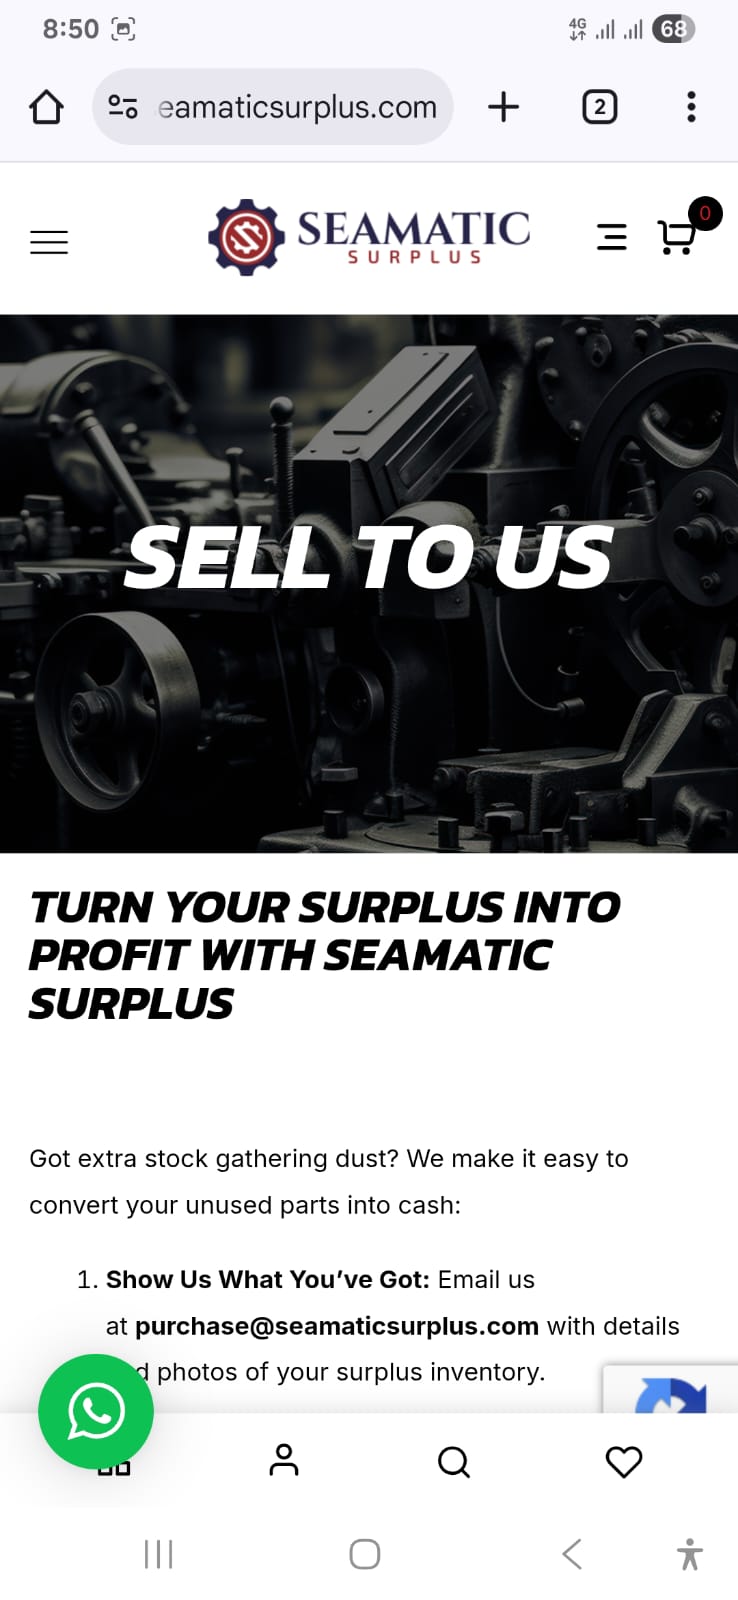 8:50
4G
68
eamaticsurplus.com
2
0
SEAMATIC
SURPLUS
SELL TO US
TURN YOUR SURPLUS INTO
PROFIT WITH SEAMATIC
SURPLUS
Got extra stock gathering dust? We make it easy to
convert your unused parts into cash:
1. Show Us What You’ve Got: Email us
at purchase@seamaticsurplus.com with details
d photos of your surplus inventory.